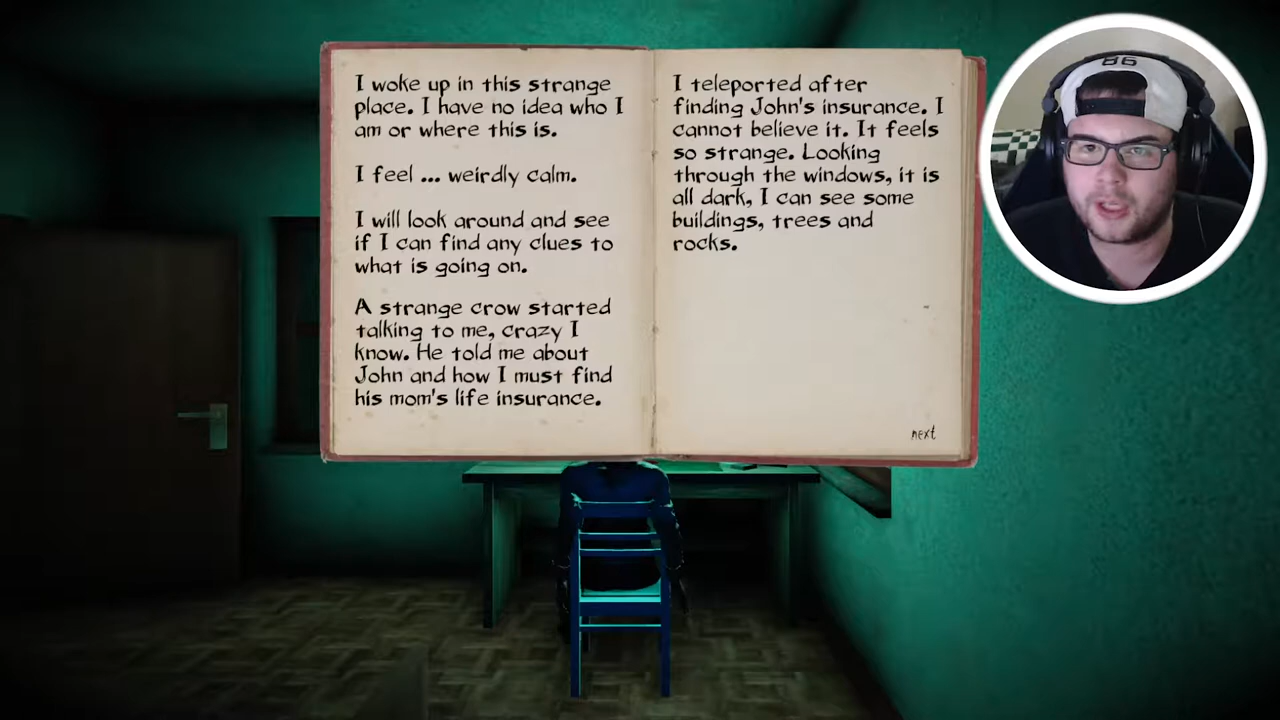 I woke up in this strange
place. I have no idea who I
am or where this is.
I feel ... weirdly calm.
I will look around and see
if I can find any clues to
what is going on.
A strange crow started
talking to me, crazy I
know. He told me about
John and how I must find
his mom's life insurance.
I teleported after
finding John's insurance. I
cannot believe it. It feels
so strange. Looking
through the windows, it is
all dark, I can see some
buildings, trees and
rocks.
next